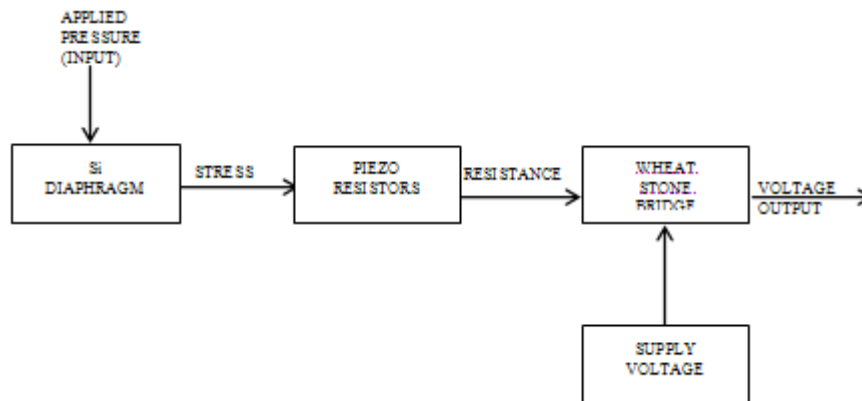 APPLIED
PRESSURE
(INPUT)
Si
DIAPHRAGM
STRESS
PIEZO
RESISTORS
RESISTANCE
WHEAT.
STONE.
BRIDGE
VOLTAGE
OUTPUT
SUPPLY
VOLTAGE